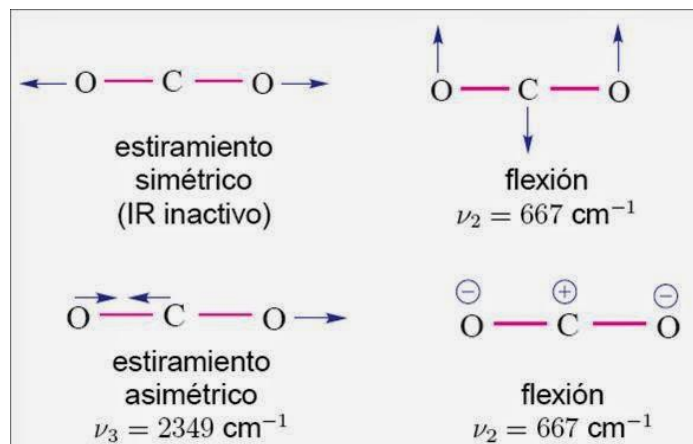 O — C — O
estiramiento
simétrico
(IR inactivo)
O — C — O
flexión
ν₂ = 667 cm⁻¹
O — C — O
estiramiento
asimétrico
ν₃ = 2349 cm⁻¹
− + −
O — C — O
flexión
ν₂ = 667 cm⁻¹